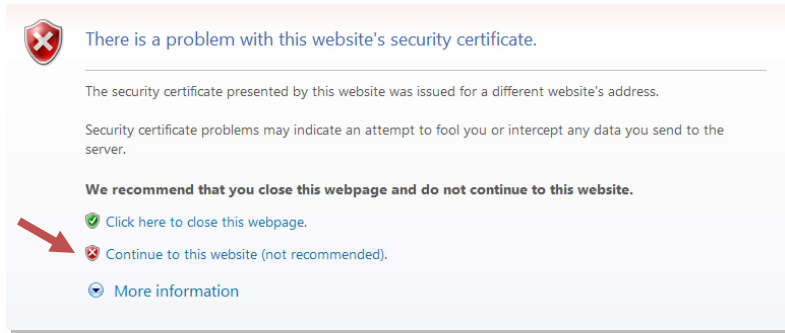 There is a problem with this website's security certificate.
The security certificate presented by this website was issued for a different website's address.
Security certificate problems may indicate an attempt to fool you or intercept any data you send to the
server.
We recommend that you close this webpage and do not continue to this website.
Click here to close this webpage.
Continue to this website (not recommended).
More information